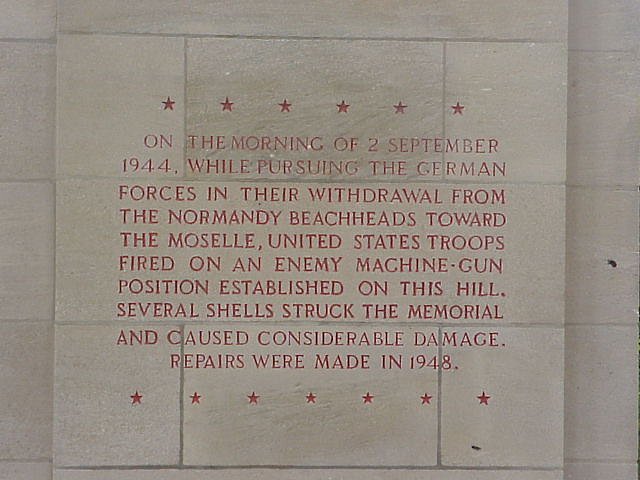 ON THE MORNING OF 2 SEPTEMBER
1944, WHILE PURSUING THE GERMAN
FORCES IN THEIR WITHDRAWAL FROM
THE NORMANDY BEACHHEADS TOWARD
THE MOSELLE, UNITED STATES TROOPS
FIRED ON AN ENEMY MACHINE-GUN
POSITION ESTABLISHED ON THIS HILL.
SEVERAL SHELLS STRUCK THE MEMORIAL
AND CAUSED CONSIDERABLE DAMAGE.
REPAIRS WERE MADE IN 1948.